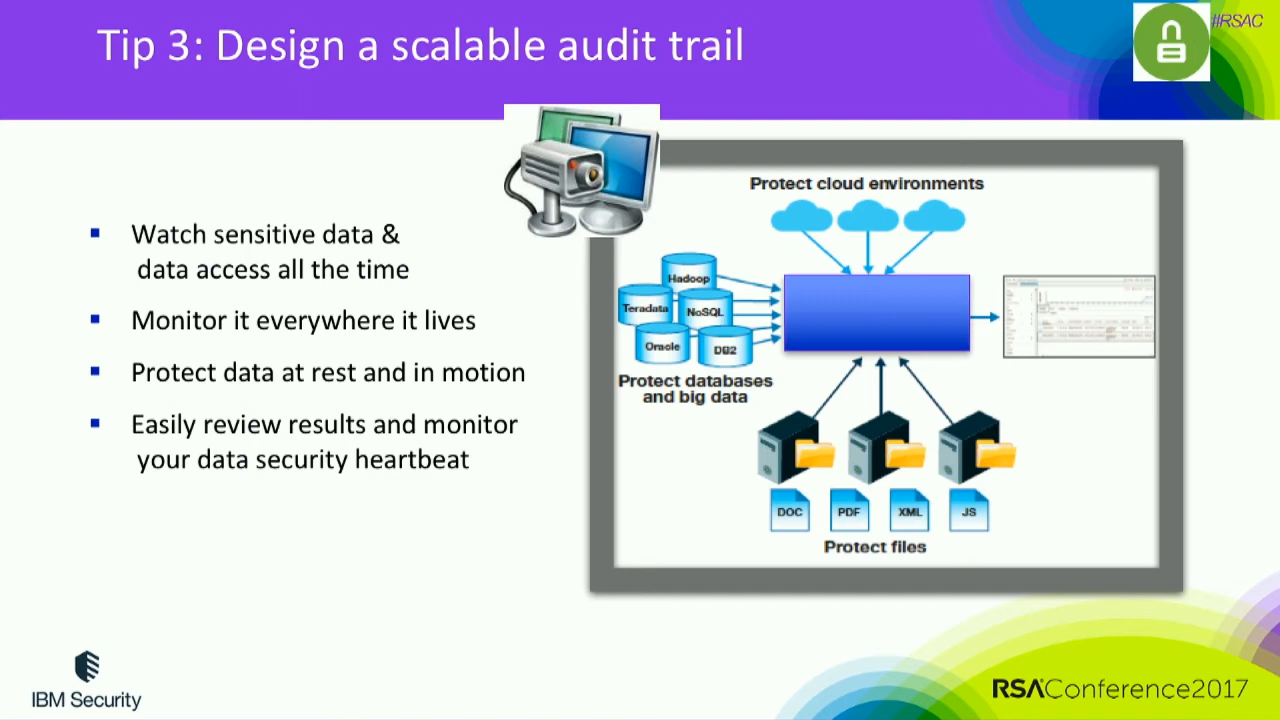 #RSAC
Tip 3: Design a scalable audit trail
Watch sensitive data &
data access all the time
Monitor it everywhere it lives
Protect data at rest and in motion
Easily review results and monitor
your data security heartbeat
Protect cloud environments
Hadoop
Teradata
NoSQL
Oracle
DB2
Protect databases
and big data
DOC
PDF
XML
JS
Protect files
IBM Security
RSAConference2017